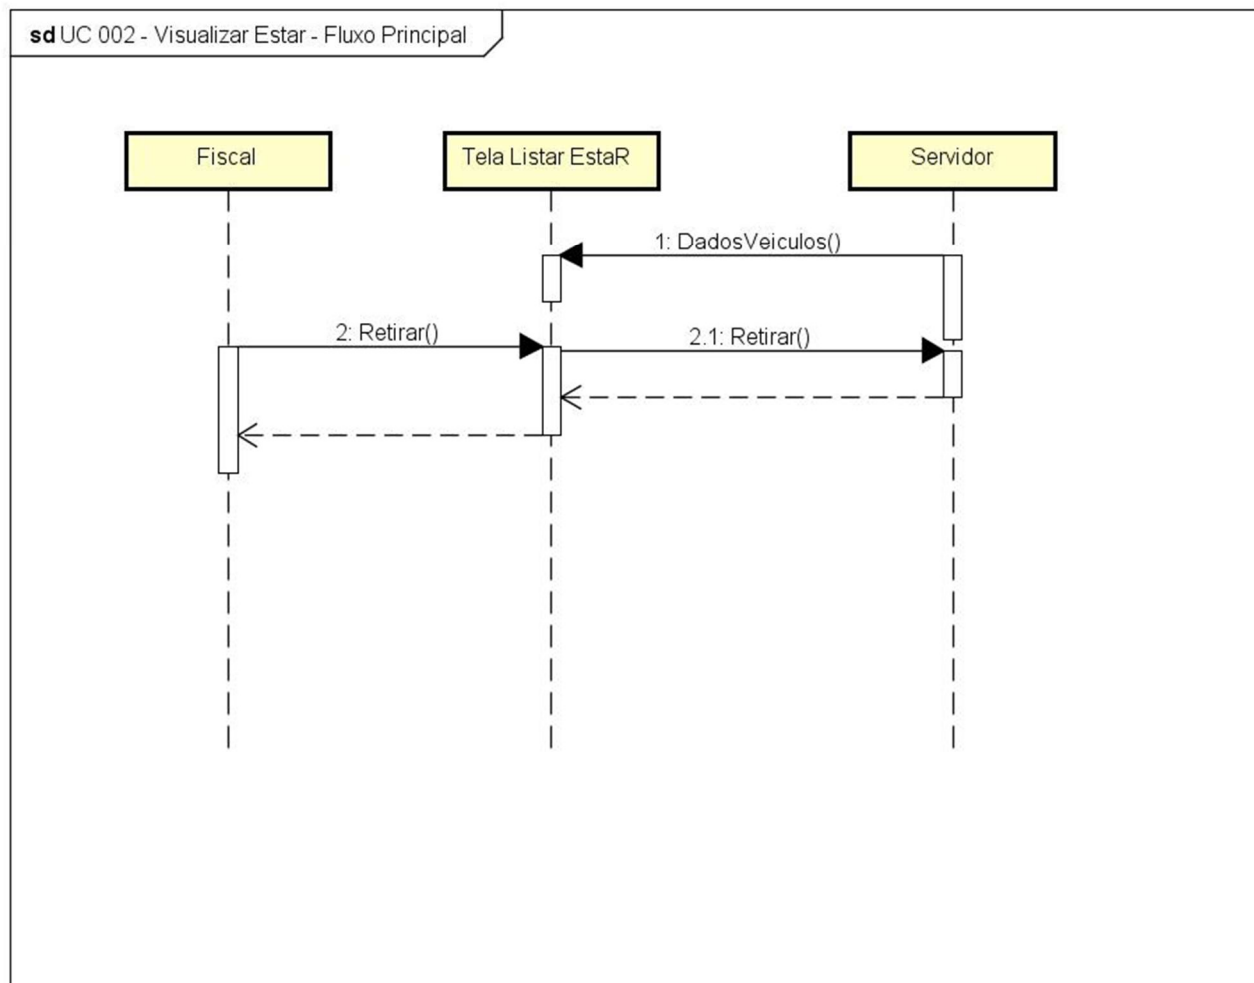 sd UC 002 - Visualizar Estar - Fluxo Principal
Fiscal
Tela Listar EstaR
Servidor
1: DadosVeiculos()
2: Retirar()
2.1: Retirar()